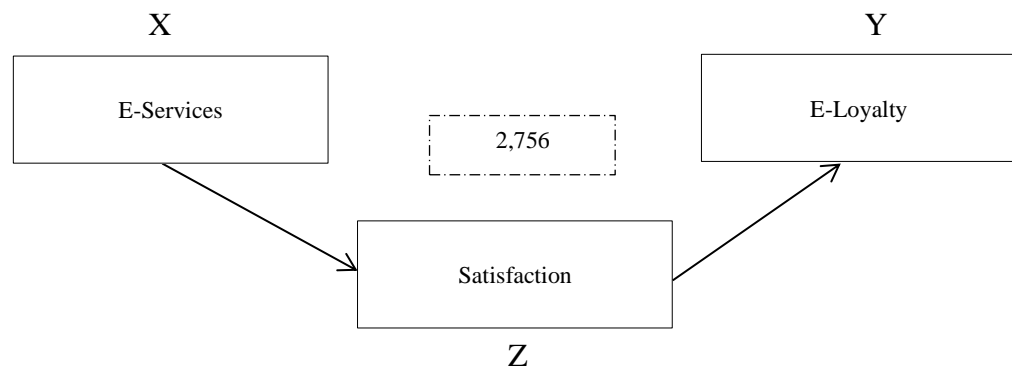 X
Y
E-Services
E-Loyalty
2,756
Satisfaction
Z